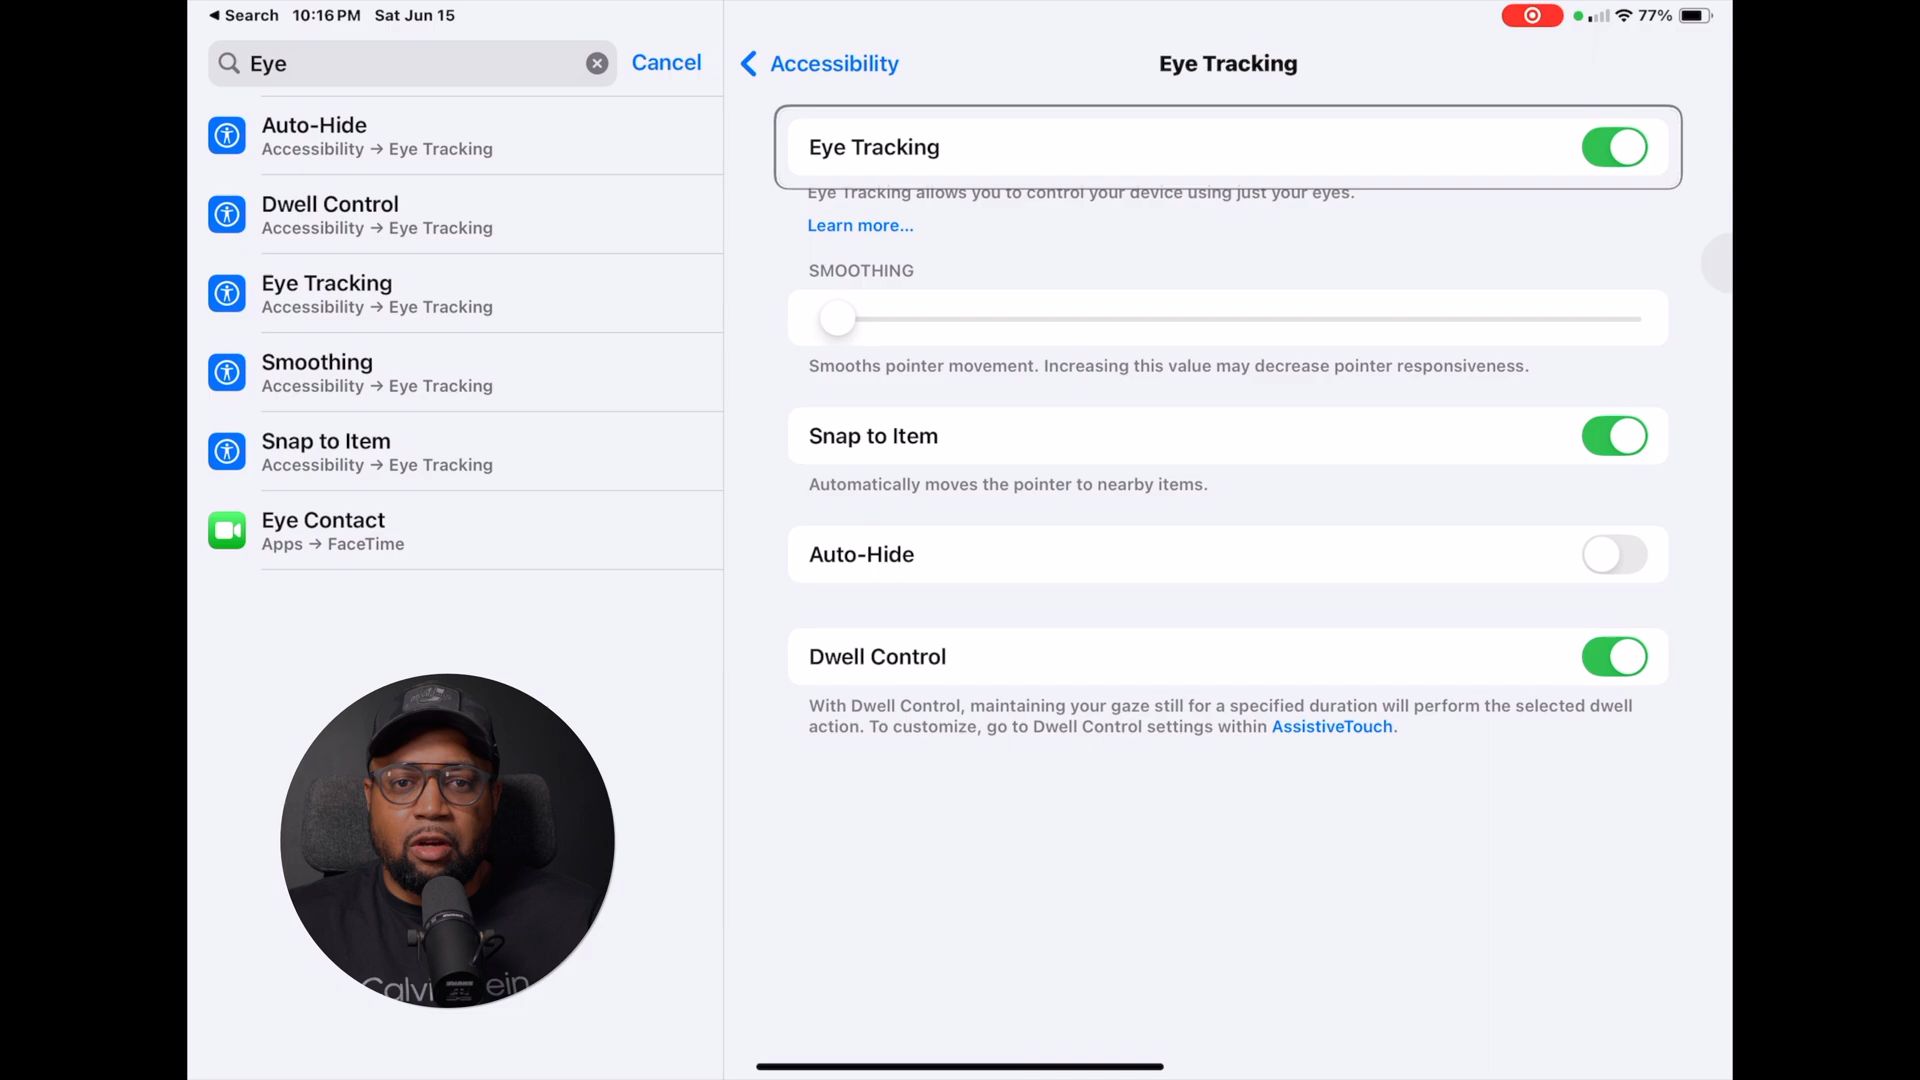 ◀ Search 10:16 PM Sat Jun 15
77%
Eye
Cancel
Auto-Hide
Accessibility → Eye Tracking
Dwell Control
Accessibility → Eye Tracking
Eye Tracking
Accessibility → Eye Tracking
Smoothing
Accessibility → Eye Tracking
Snap to Item
Accessibility → Eye Tracking
Eye Contact
Apps → FaceTime
Accessibility
Eye Tracking
Eye Tracking
Eye Tracking allows you to control your device using just your eyes.
Learn more...
SMOOTHING
Smooths pointer movement. Increasing this value may decrease pointer responsiveness.
Snap to Item
Automatically moves the pointer to nearby items.
Auto-Hide
Dwell Control
With Dwell Control, maintaining your gaze still for a specified duration will perform the selected dwell
action. To customize, go to Dwell Control settings within AssistiveTouch.